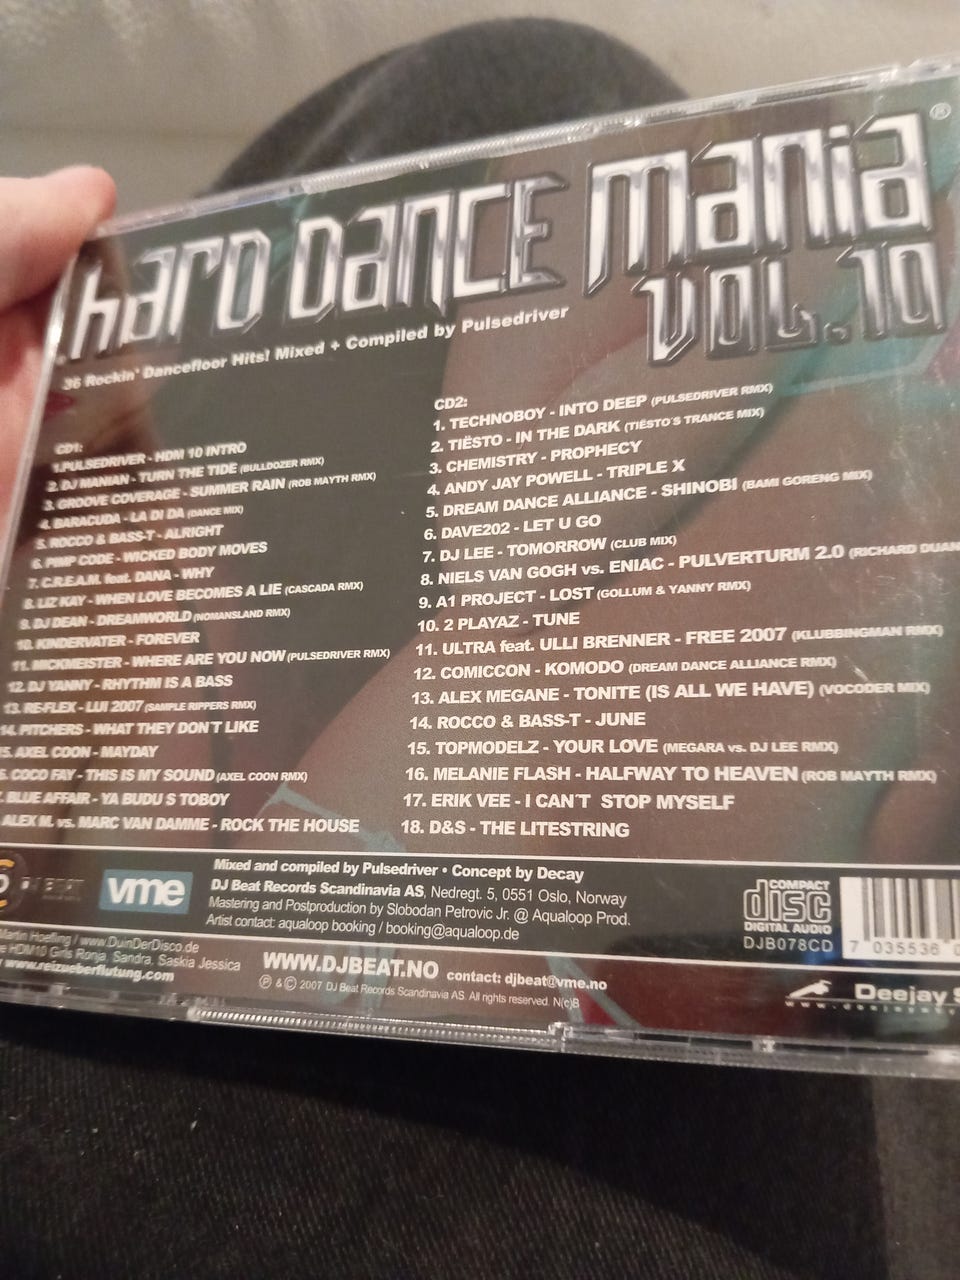 HARD DANCE MANIA ®
VOL.10
36 Rockin' Dancefloor Hits! Mixed + Compiled by Pulsedriver
CD1:
1.PULSEDRIVER - HDM 10 INTRO
2. DJ MANIAN - TURN THE TIDE (BULLDOZER RMX)
3. GROOVE COVERAGE - SUMMER RAIN (ROB MAYTH RMX)
4. BARACUDA - LA DI DA (DANCE MIX)
5. ROCCO & BASS-T - ALRIGHT
6. PIMP CODE - WICKED BODY MOVES
7. C.R.E.A.M. feat. DANA - WHY
8. LIZ KAY - WHEN LOVE BECOMES A LIE (CASCADA RMX)
9. DJ DEAN - DREAMWORLD (NOMANSLAND RMX)
10. KINDERVATER - FOREVER
11. MICKMEISTER - WHERE ARE YOU NOW (PULSEDRIVER RMX)
12. DJ YANNY - RHYTHM IS A BASS
13. RE-FLEX - LUI 2007 (SAMPLE RIPPERS RMX)
14. PITCHERS - WHAT THEY DON'T LIKE
5. AXEL COON - MAYDAY
6. COCO FAY - THIS IS MY SOUND (AXEL COON RMX)
. BLUE AFFAIR - YA BUDU S TOBOY
ALEX M. vs. MARC VAN DAMME - ROCK THE HOUSE
CD2:
1. TECHNOBOY - INTO DEEP (PULSEDRIVER RMX)
2. TIËSTO - IN THE DARK (TIËSTO'S TRANCE MIX)
3. CHEMISTRY - PROPHECY
4. ANDY JAY POWELL - TRIPLE X
5. DREAM DANCE ALLIANCE - SHINOBI (BAMI GORENG MIX)
6. DAVE202 - LET U GO
7. DJ LEE - TOMORROW (CLUB MIX)
8. NIELS VAN GOGH vs. ENIAC - PULVERTURM 2.0 (RICHARD DUAN
9. A1 PROJECT - LOST (GOLLUM & YANNY RMX)
10. 2 PLAYAZ - TUNE
11. ULTRA feat. ULLI BRENNER - FREE 2007 (KLUBBINGMAN RMX)
12. COMICCON - KOMODO (DREAM DANCE ALLIANCE RMX)
13. ALEX MEGANE - TONITE (IS ALL WE HAVE) (VOCODER MIX)
14. ROCCO & BASS-T - JUNE
15. TOPMODELZ - YOUR LOVE (MEGARA vs. DJ LEE RMX)
16. MELANIE FLASH - HALFWAY TO HEAVEN (ROB MAYTH RMX)
17. ERIK VEE - I CAN'T STOP MYSELF
18. D&S - THE LITESTRING
vme
Mixed and compiled by Pulsedriver • Concept by Decay
DJ Beat Records Scandinavia AS, Nedregt. 5, 0551 Oslo, Norway
Mastering and Postproduction by Slobodan Petrovic Jr. @ Aqualoop Prod.
Artist contact: aqualoop booking / booking@aqualoop.de
COMPACT
disc
DIGITAL AUDIO
DJB078CD
7 035536 0
Martin Hoefling / www.DuinDerDisco.de
e HDM10 Girls Ronja, Sandra, Saskia Jessica
www.reizueberflutung.com
WWW.DJBEAT.NO contact: djbeat@vme.no
℗ & © 2007 DJ Beat Records Scandinavia AS. All rights reserved. N(c)B
Deejay S